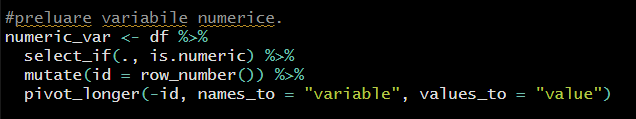 #preluare variabile numerice.
numeric_var <- df %>%
  select_if(., is.numeric) %>%
  mutate(id = row_number()) %>%
  pivot_longer(-id, names_to = "variable", values_to = "value")